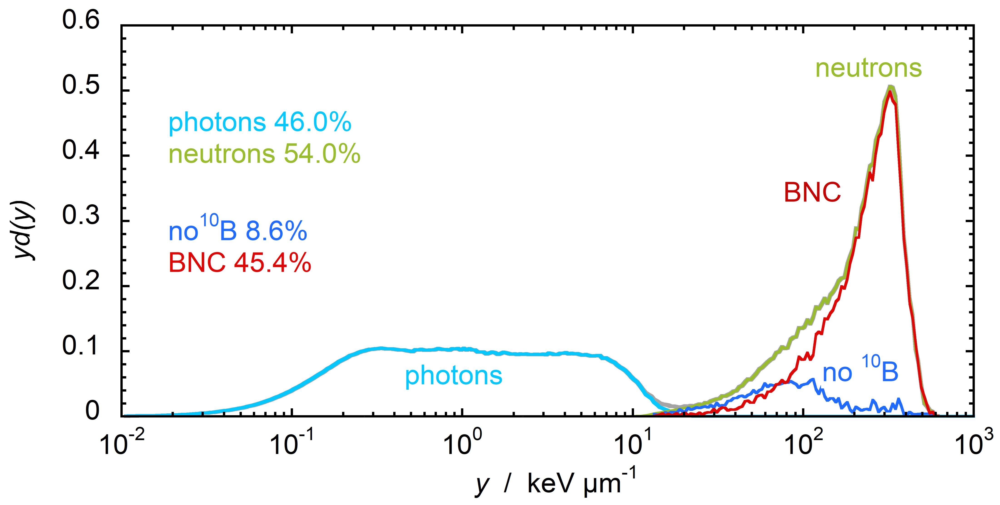 0.6
0.5
0.4
0.3
0.2
0.1
0
yd(y)
neutrons
photons 46.0%
neutrons 54.0%
BNC
no ¹⁰B 8.6%
BNC 45.4%
photons
no ¹⁰B
10⁻² 10⁻¹ 10⁰ 10¹ 10² 10³
y / keV µm⁻¹